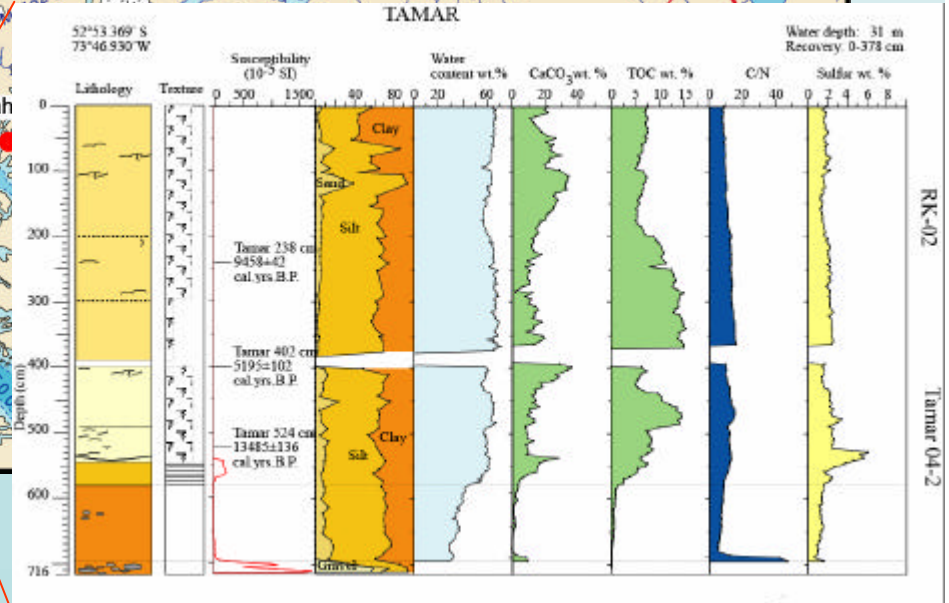 TAMAR
52°53.369' S
73°46.930' W
Water depth: 31 m
Recovery: 0-378 cm
Lithology
Texture
Susceptibility
(10⁻⁵ SI)
Water
content wt.%
CaCO₃ wt. %
TOC wt. %
C/N
Sulfur wt. %
0 500 1500
40 80
0 20 60
0 20 40
0 5 10 15
0 20 40
0 2 4 6 8
0
100
200
300
400
500
600
716
Depth (cm)
Clay
Sand
Silt
Tamar 238 cm
9458±42
cal.yrs.B.P.
Tamar 402 cm
5195±102
cal.yrs.B.P.
Tamar 524 cm
13485±136
cal.yrs.B.P.
Clay
Silt
Gravel
RK-02
Tamar 04-2